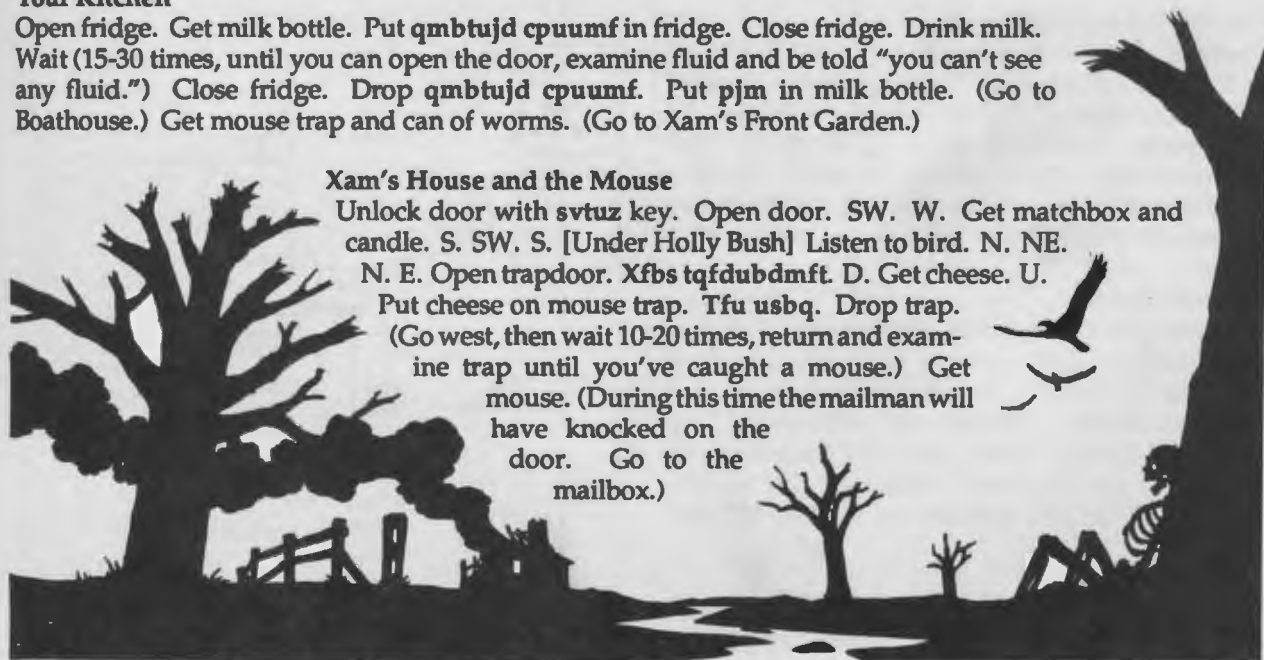 Your Kitchen
Open fridge. Get milk bottle. Put qmbtujd cpuumf in fridge. Close fridge. Drink milk.
Wait (15-30 times, until you can open the door, examine fluid and be told "you can't see
any fluid.") Close fridge. Drop qmbtujd cpuumf. Put pjm in milk bottle. (Go to
Boathouse.) Get mouse trap and can of worms. (Go to Xam's Front Garden.)
Xam's House and the Mouse
Unlock door with svtuz key. Open door. SW. W. Get matchbox and
candle. S. SW. S. [Under Holly Bush] Listen to bird. N. NE.
N. E. Open trapdoor. Xfbs tqfdubdmft. D. Get cheese. U.
Put cheese on mouse trap. Tfu usbq. Drop trap.
(Go west, then wait 10-20 times, return and exam-
ine trap until you've caught a mouse.) Get
mouse. (During this time the mailman will
have knocked on the
door. Go to the
mailbox.)